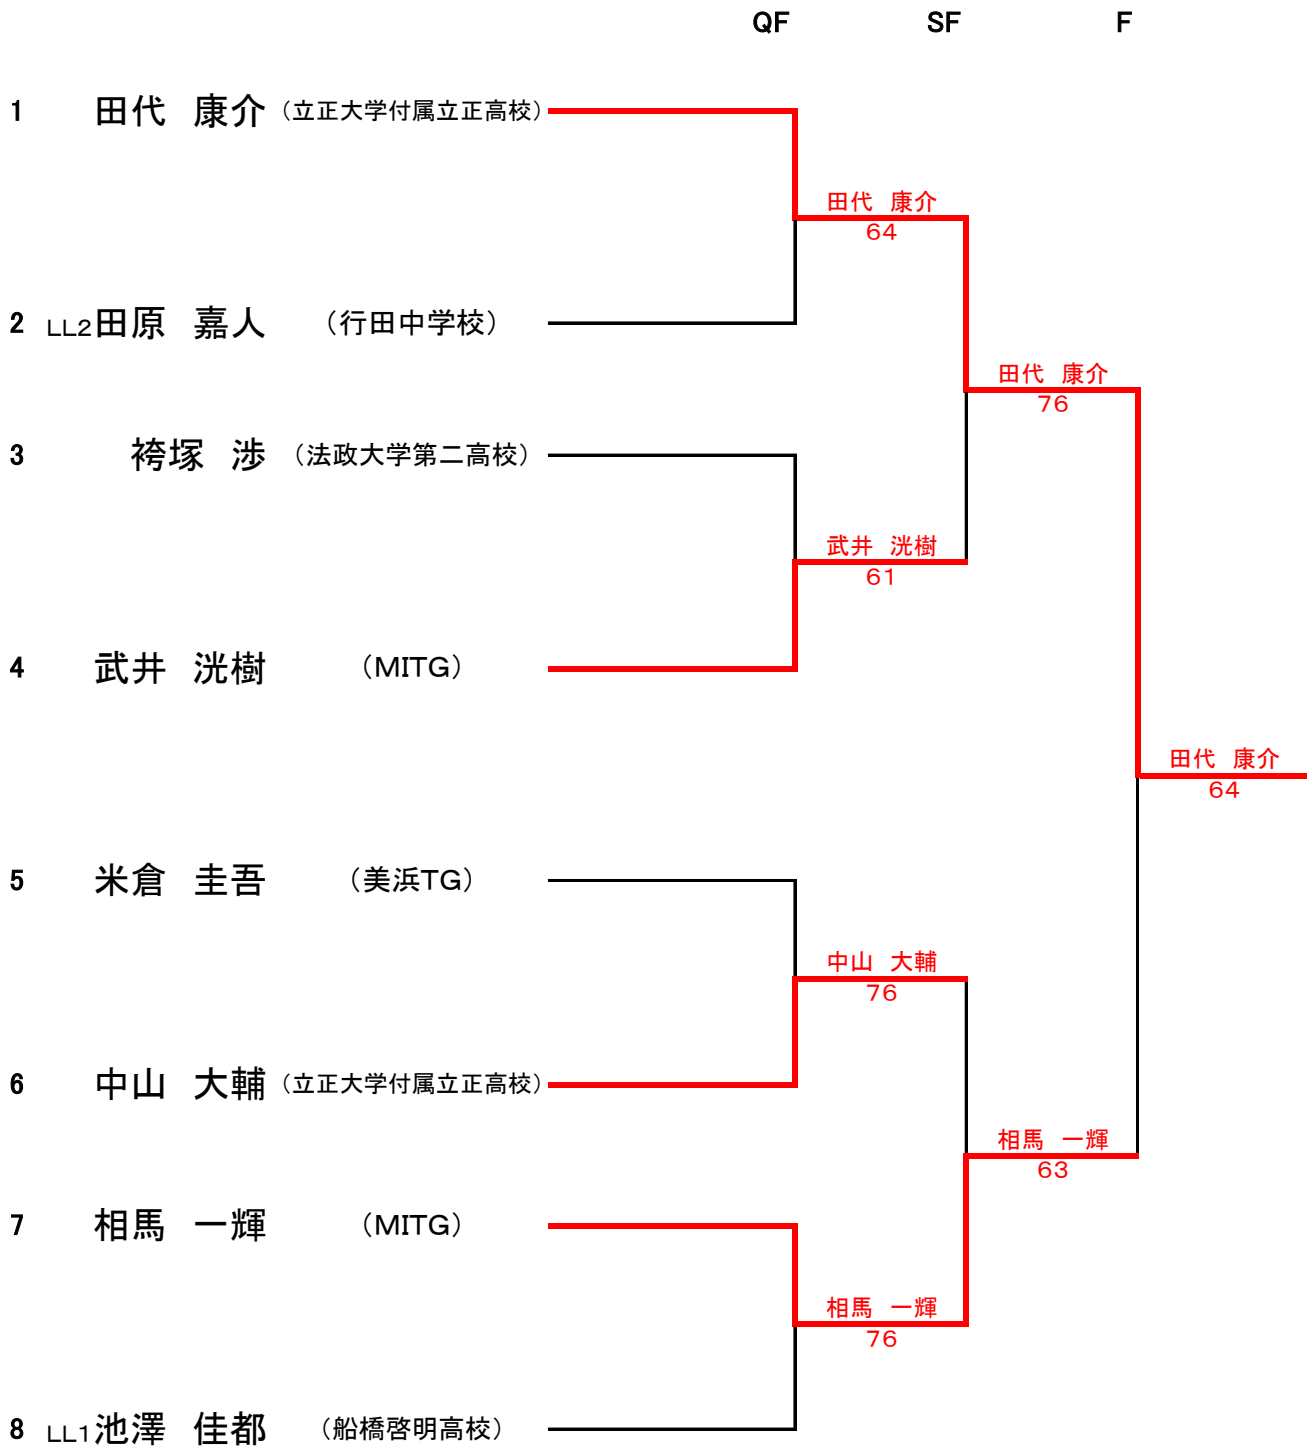 QF SF F
1 田代 康介 （立正大学付属立正高校）
田代 康介
64
2 LL2 田原 嘉人 （行田中学校）
田代 康介
76
3 袴塚 渉 （法政大学第二高校）
武井 洸樹
61
4 武井 洸樹 （MITG）
田代 康介
64
5 米倉 圭吾 （美浜TG）
中山 大輔
76
6 中山 大輔 （立正大学付属立正高校）
相馬 一輝
63
7 相馬 一輝 （MITG）
相馬 一輝
76
8 LL1 池澤 佳都 （船橋啓明高校）